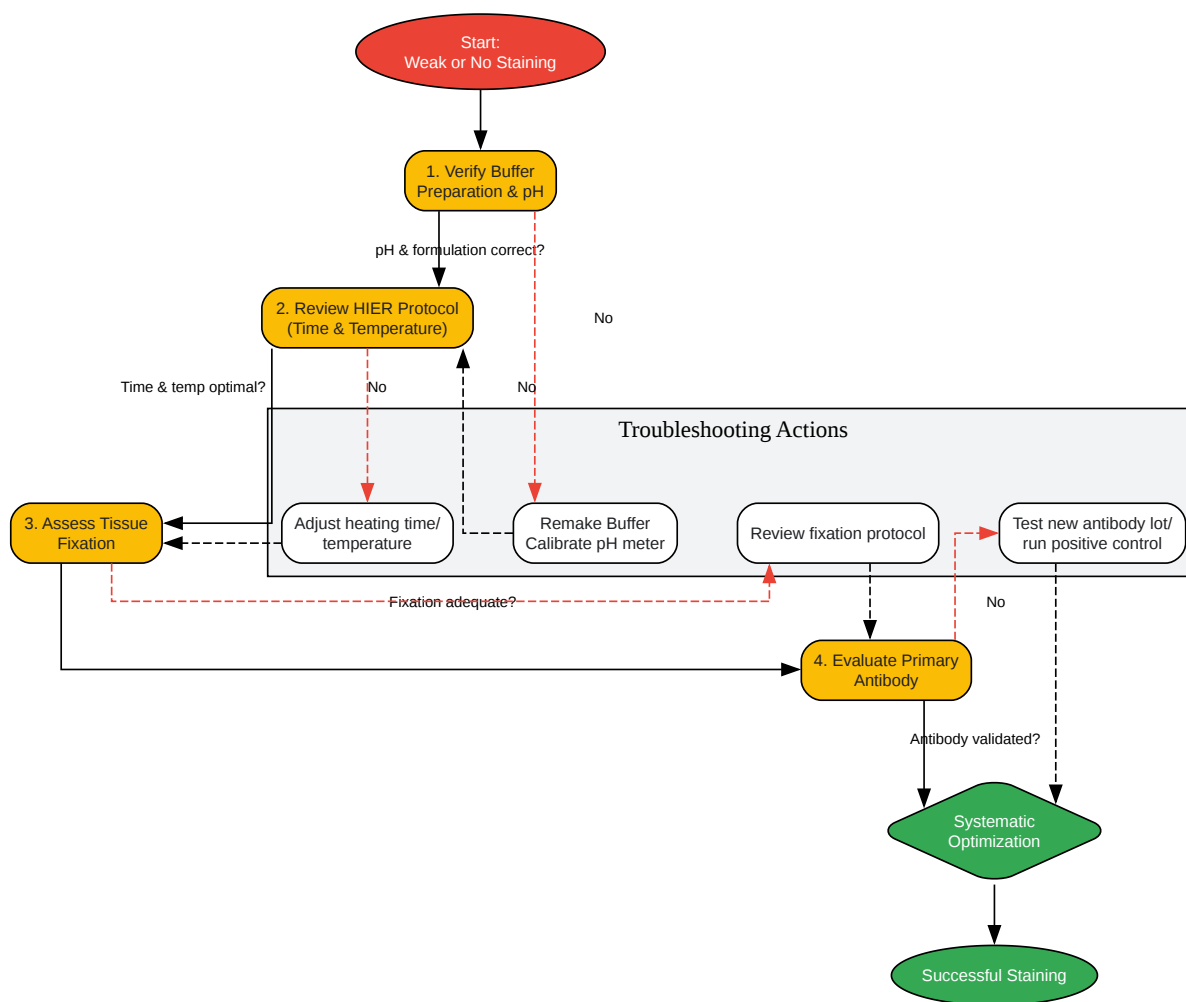 Start:
Weak or No Staining
1. Verify Buffer
Preparation & pH
pH & formulation correct?
2. Review HIER Protocol
(Time & Temperature)
No
Time & temp optimal?
No
No
Troubleshooting Actions
3. Assess Tissue
Fixation
Adjust heating time/
temperature
Remake Buffer
Calibrate pH meter
Review fixation protocol
Test new antibody lot/
run positive control
Fixation adequate?
No
4. Evaluate Primary
Antibody
Antibody validated?
Systematic
Optimization
Successful Staining